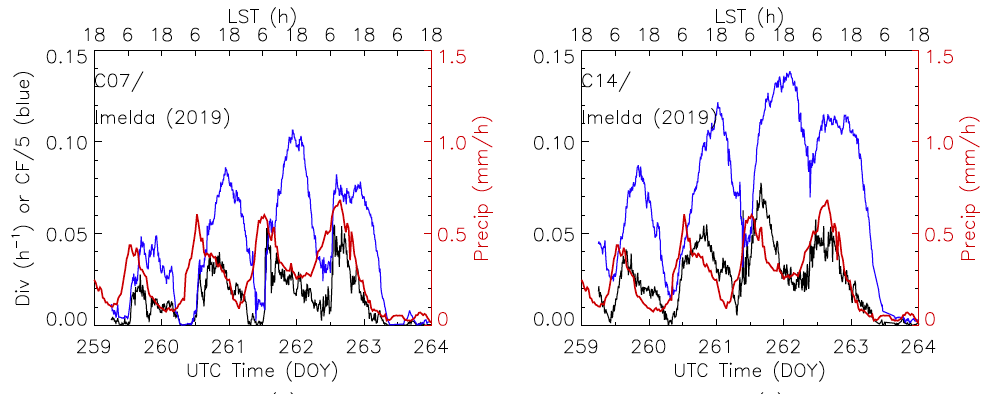 LST (h)
18 6 18 6 18 6 18 6 18 6 18
0.15
0.10
0.05
0.00
Div (h⁻¹) or CF/5 (blue)
C07/
Imelda (2019)
1.5
1.0
0.5
0
Precip (mm/h)
259 260 261 262 263 264
UTC Time (DOY)
LST (h)
18 6 18 6 18 6 18 6 18 6 18
0.15
0.10
0.05
0.00
C14/
Imelda (2019)
1.5
1.0
0.5
0
Precip (mm/h)
259 260 261 262 263 264
UTC Time (DOY)